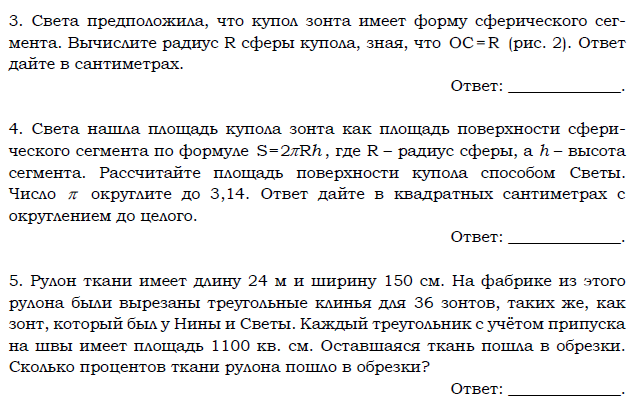 3. Света предположила, что купол зонта имеет форму сферического сег-
мента. Вычислите радиус R сферы купола, зная, что OC=R (рис. 2). Ответ
дайте в сантиметрах.
Ответ: ____________.
4. Света нашла площадь купола зонта как площадь поверхности сфери-
ческого сегмента по формуле S=2πRh, где R – радиус сферы, а h – высота
сегмента. Рассчитайте площадь поверхности купола способом Светы.
Число π округлите до 3,14. Ответ дайте в квадратных сантиметрах с
округлением до целого.
Ответ: ____________.
5. Рулон ткани имеет длину 24 м и ширину 150 см. На фабрике из этого
рулона были вырезаны треугольные клинья для 36 зонтов, таких же, как
зонт, который был у Нины и Светы. Каждый треугольник с учётом припуска
на швы имеет площадь 1100 кв. см. Оставшаяся ткань пошла в обрезки.
Сколько процентов ткани рулона пошло в обрезки?
Ответ: ____________.